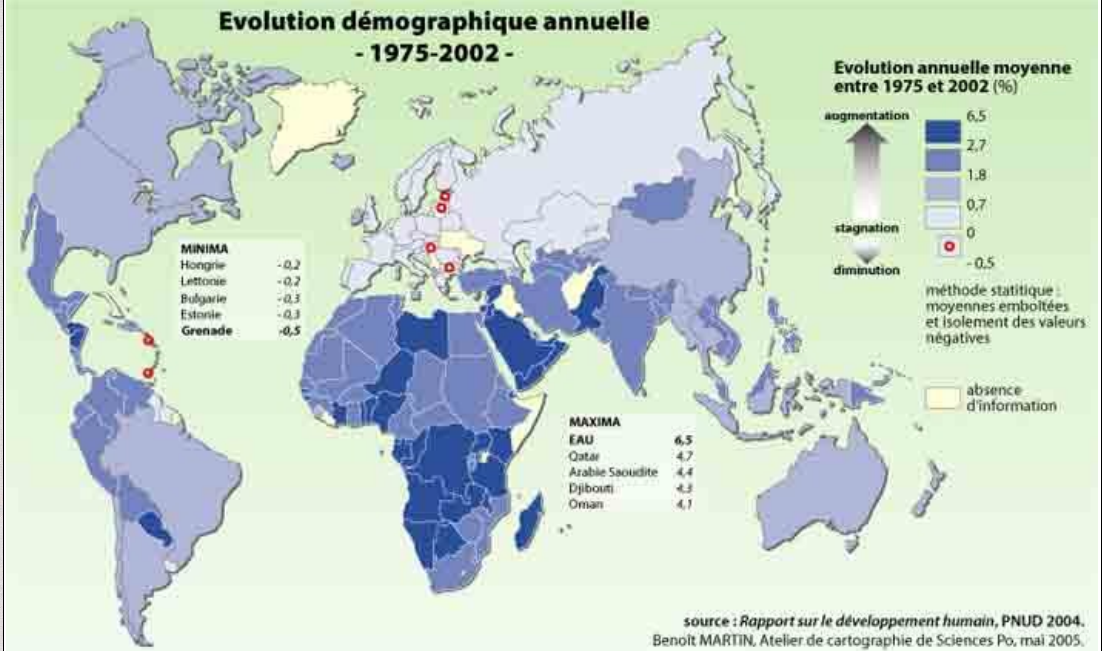 Evolution démographique annuelle
- 1975-2002 -
Evolution annuelle moyenne
entre 1975 et 2002 (%)
augmentation
6,5
2,7
1,8
0,7
stagnation
0
diminution
- 0,5
méthode statitique :
moyennes emboîtées
et isolement des valeurs
négatives
absence
d'information
MINIMA
Hongrie - 0,2
Lettonie - 0,2
Bulgarie - 0,3
Estonie - 0,3
Grenade -0,5
MAXIMA
EAU 6,5
Qatar 4,7
Arabie Saoudite 4,4
Djibouti 4,3
Oman 4,1
source : Rapport sur le développement humain, PNUD 2004.
Benoît MARTIN, Atelier de cartographie de Sciences Po, mai 2005.